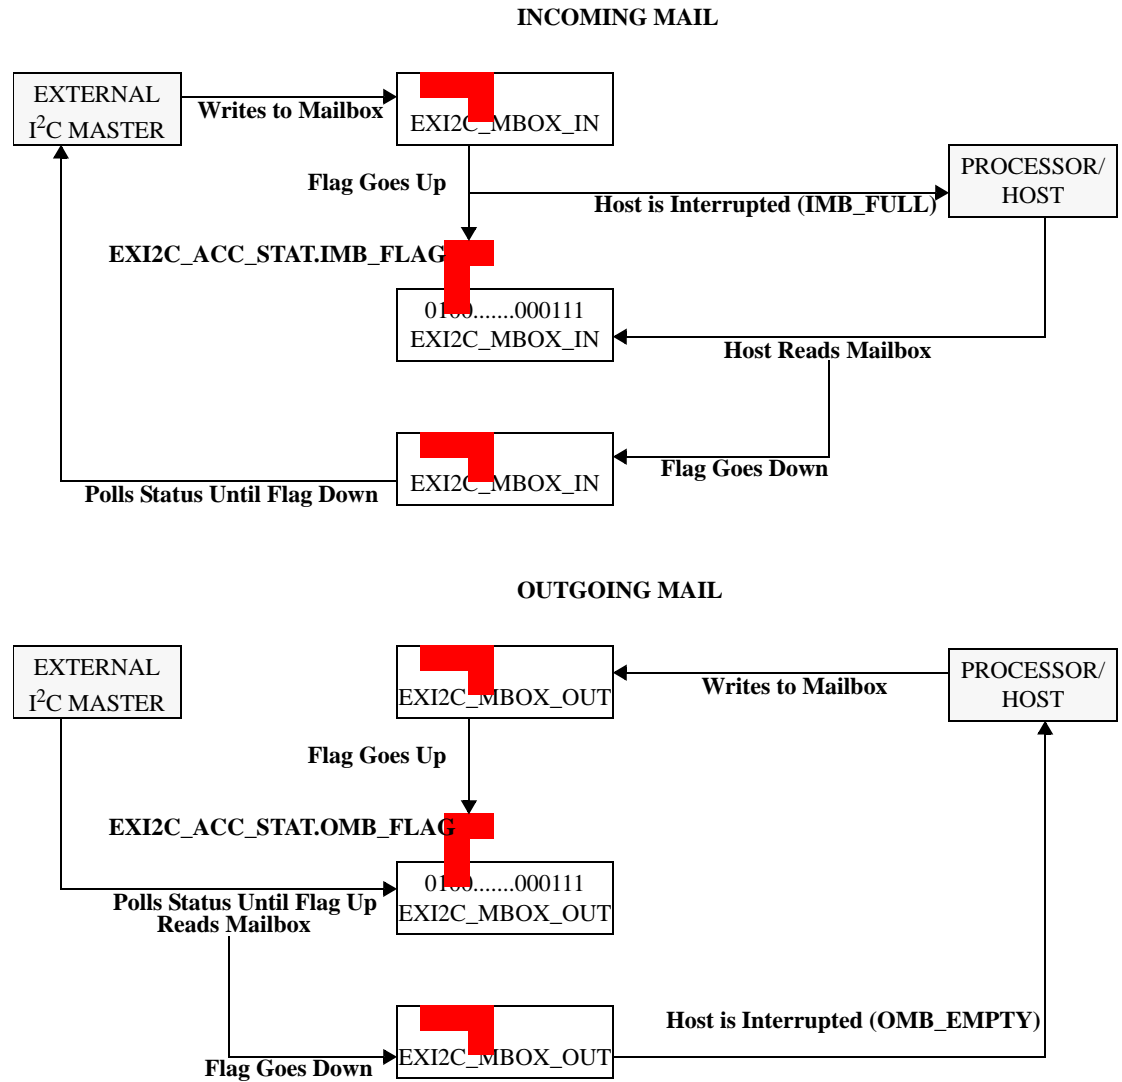 INCOMING MAIL
EXTERNAL
I²C MASTER
Writes to Mailbox
EXI2C_MBOX_IN
Flag Goes Up
PROCESSOR/
HOST
Host is Interrupted (IMB_FULL)
EXI2C_ACC_STAT.IMB_FLAG
0100.......000111
EXI2C_MBOX_IN
Host Reads Mailbox
EXI2C_MBOX_IN
Flag Goes Down
Polls Status Until Flag Down
OUTGOING MAIL
EXTERNAL
I²C MASTER
EXI2C_MBOX_OUT
Writes to Mailbox
PROCESSOR/
HOST
Flag Goes Up
EXI2C_ACC_STAT.OMB_FLAG
0100.......000111
EXI2C_MBOX_OUT
Polls Status Until Flag Up
Reads Mailbox
Host is Interrupted (OMB_EMPTY)
EXI2C_MBOX_OUT
Flag Goes Down